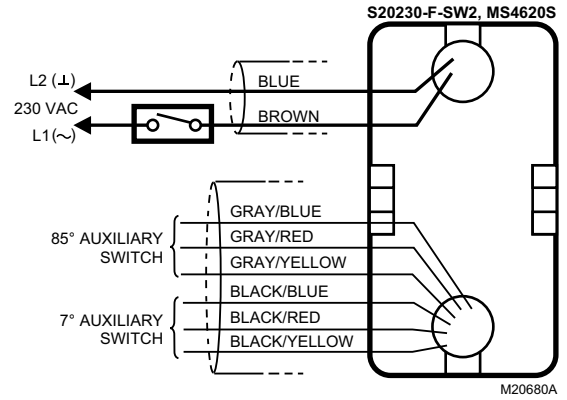 S20230-F-SW2, MS4620S
L2 (⊥)
BLUE
230 VAC
BROWN
L1(~)
GRAY/BLUE
85° AUXILIARY
SWITCH
GRAY/RED
GRAY/YELLOW
BLACK/BLUE
7° AUXILIARY
SWITCH
BLACK/RED
BLACK/YELLOW
M20680A